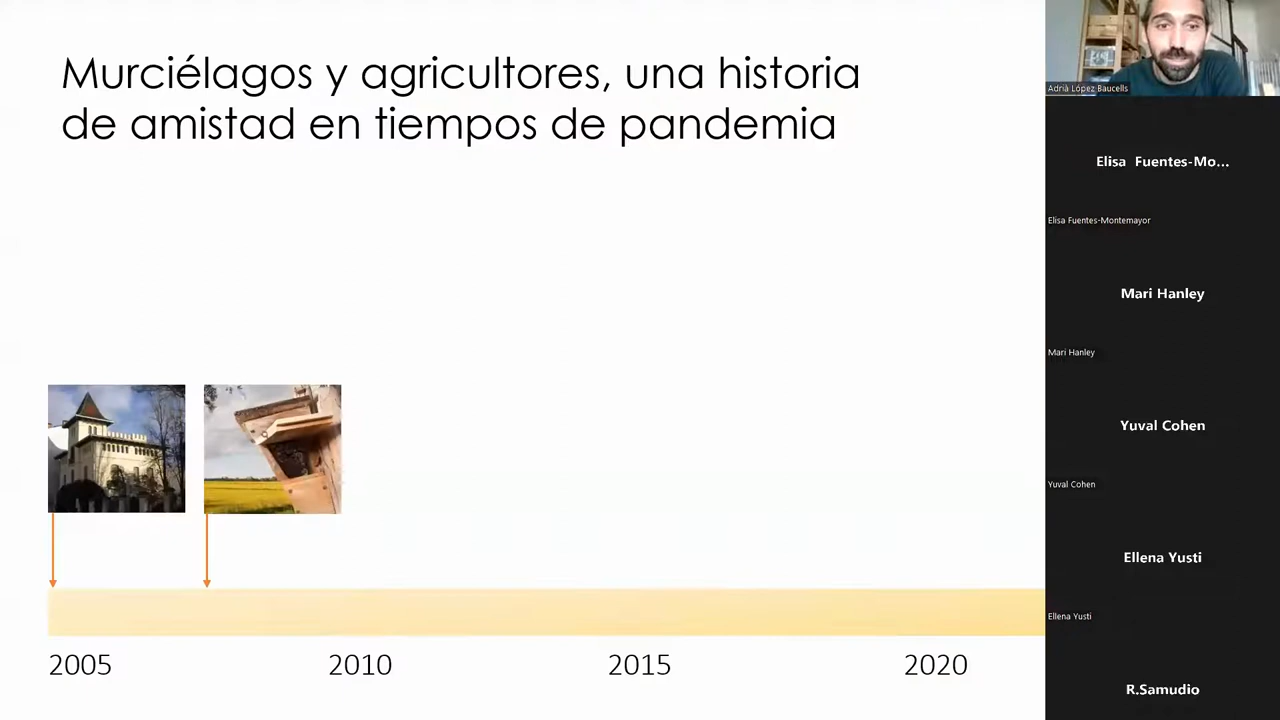 Murciélagos y agricultores, una historia
de amistad en tiempos de pandemia
2005
2010
2015
2020
Adrià López Baucells
Elisa Fuentes-Mo...
Elisa Fuentes-Montemayor
Mari Hanley
Mari Hanley
Yuval Cohen
Yuval Cohen
Ellena Yusti
Ellena Yusti
R.Samudio